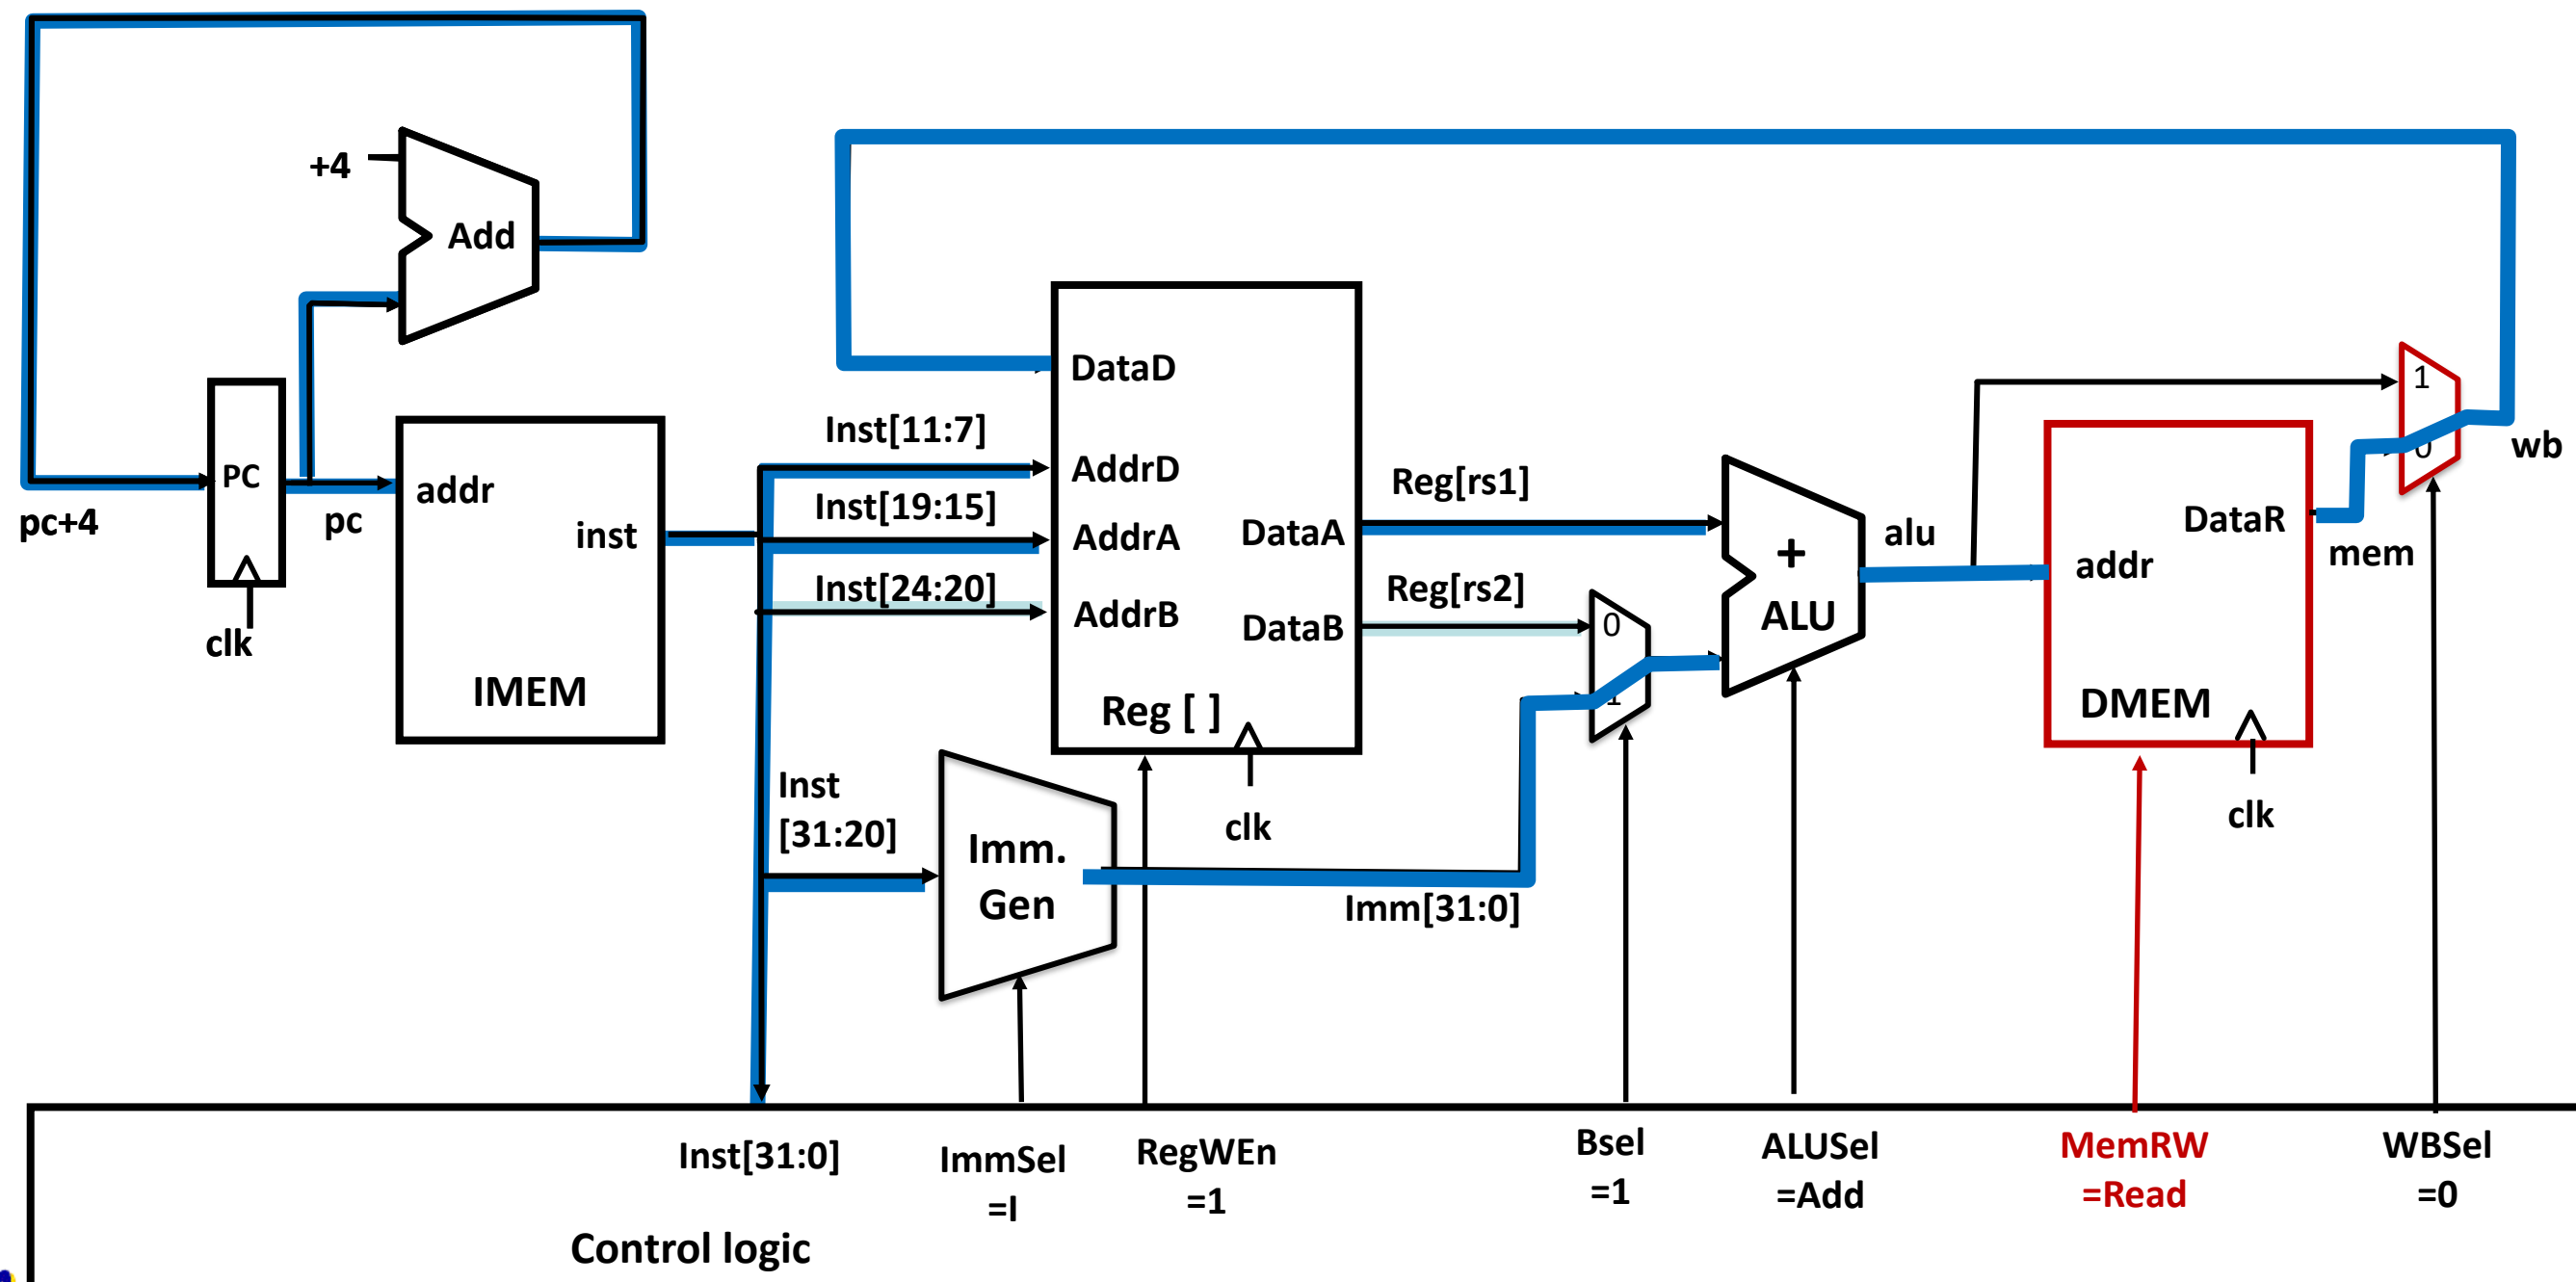 +4
Add
pc+4
PC
clk
pc
addr
inst
IMEM
Inst[11:7]
Inst[19:15]
Inst[24:20]
Inst
[31:20]
DataD
AddrD
AddrA
AddrB
DataA
DataB
Reg [ ]
clk
Imm.
Gen
Imm[31:0]
Reg[rs1]
Reg[rs2]
0
1
+
ALU
alu
addr
DataR
DMEM
clk
mem
1
0
wb
Inst[31:0]
ImmSel
=I
RegWEn
=1
Bsel
=1
ALUSel
=Add
MemRW
=Read
WBSel
=0
Control logic